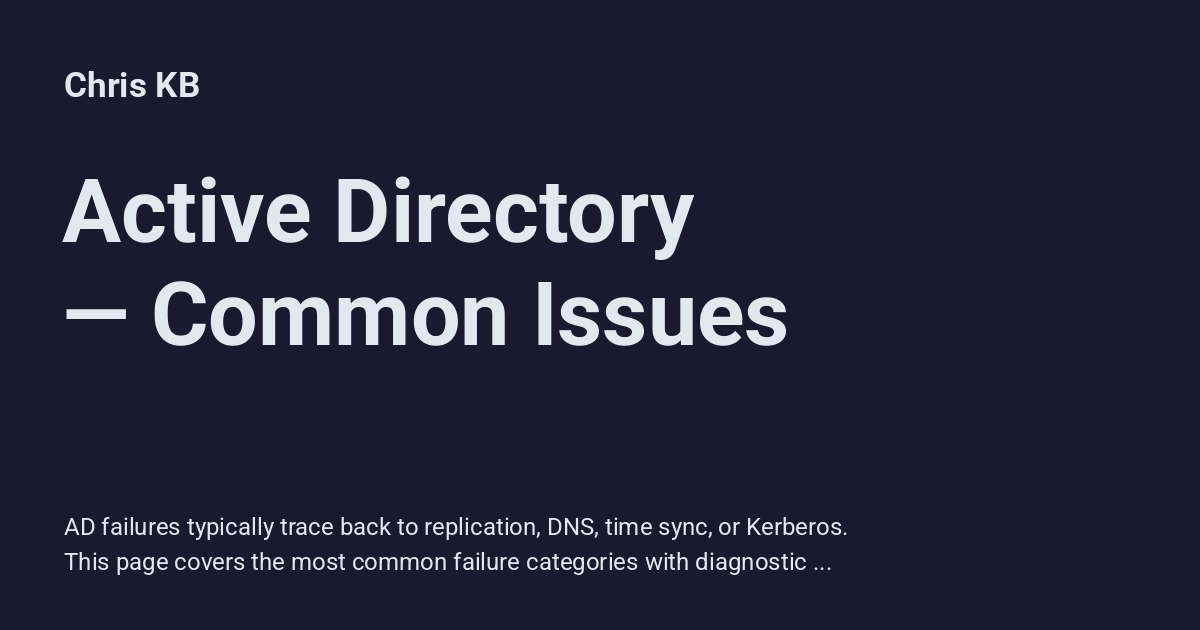 Chris KB
Active Directory
— Common Issues
AD failures typically trace back to replication, DNS, time sync, or Kerberos.
This page covers the most common failure categories with diagnostic ...